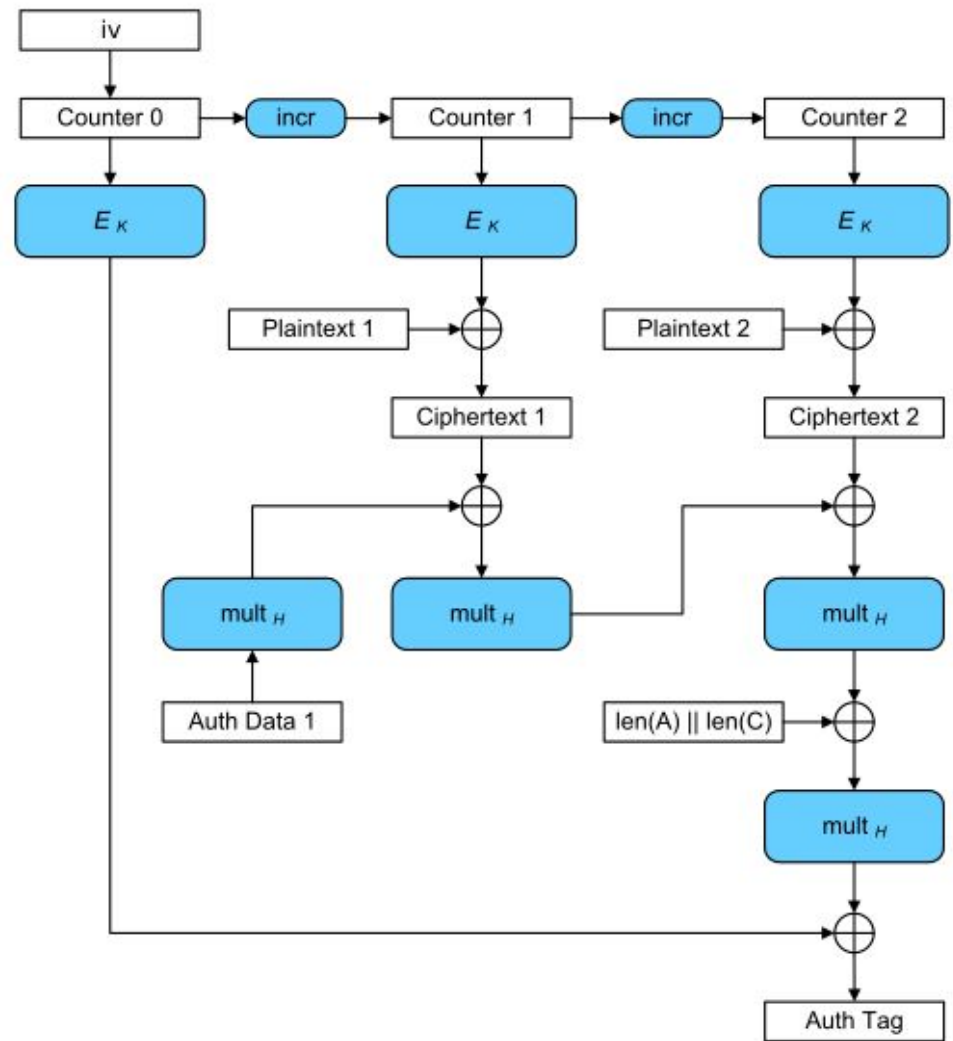 iv
Counter 0
incr
Counter 1
incr
Counter 2
E K
E K
E K
Plaintext 1
Plaintext 2
Ciphertext 1
Ciphertext 2
mult H
mult H
mult H
Auth Data 1
len(A) || len(C)
mult H
Auth Tag